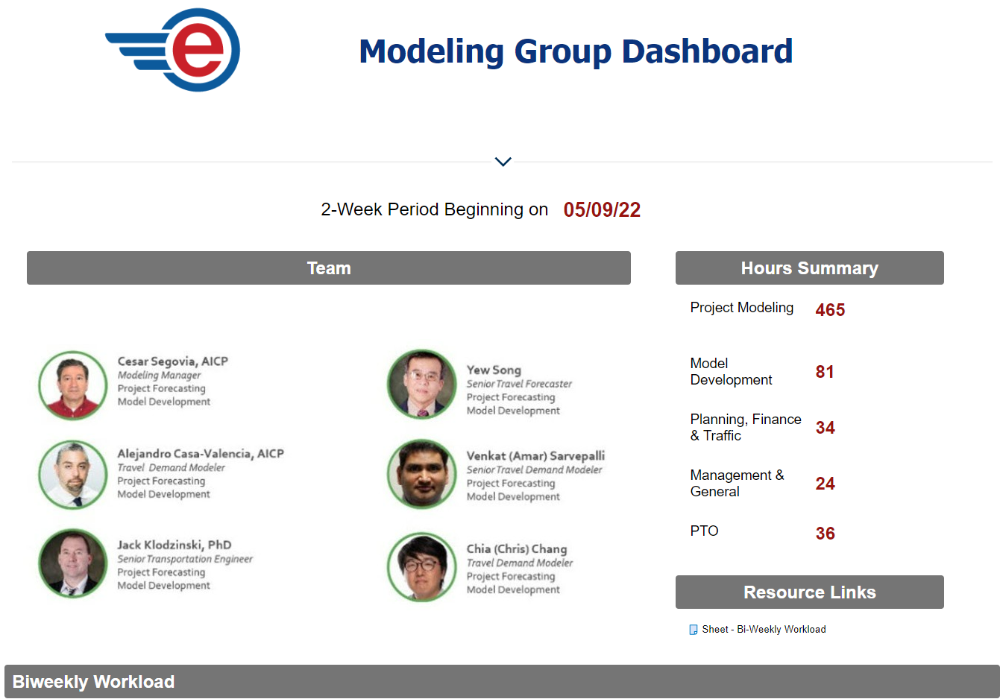 e
Modeling Group Dashboard
2-Week Period Beginning on 05/09/22
Team
Cesar Segovia, AICP
Modeling Manager
Project Forecasting
Model Development
Alejandro Casa-Valencia, AICP
Travel Demand Modeler
Project Forecasting
Model Development
Jack Klodzinski, PhD
Senior Transportation Engineer
Project Forecasting
Model Development
Yew Song
Senior Travel Forecaster
Project Forecasting
Model Development
Venkat (Amar) Sarvepalli
Senior Travel Demand Modeler
Project Forecasting
Model Development
Chia (Chris) Chang
Travel Demand Modeler
Project Forecasting
Model Development
Hours Summary
Project Modeling 465
Model
Development 81
Planning, Finance
& Traffic 34
Management &
General 24
PTO 36
Resource Links
Sheet - Bi-Weekly Workload
Biweekly Workload